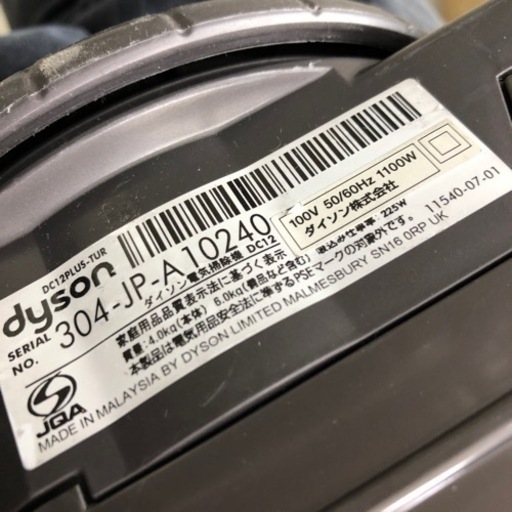 DC12PLUS-TUR
dyson
SERIAL NO. 304-JP-A10240
ダイソン電気掃除機 DC12
100V 50/60Hz 1100W
ダイソン株式会社
11540-07-01
家庭用品品質表示法に基づく表示
質量:4.0kg(本体) 6.0kg(備品など含む) 吸込み仕事率: 225W
本製品は電気用品安全法に準ずるPSEマークの対象外です。
JQA
MADE IN MALAYSIA BY DYSON LIMITED MALMESBURY SN16 0RP UK